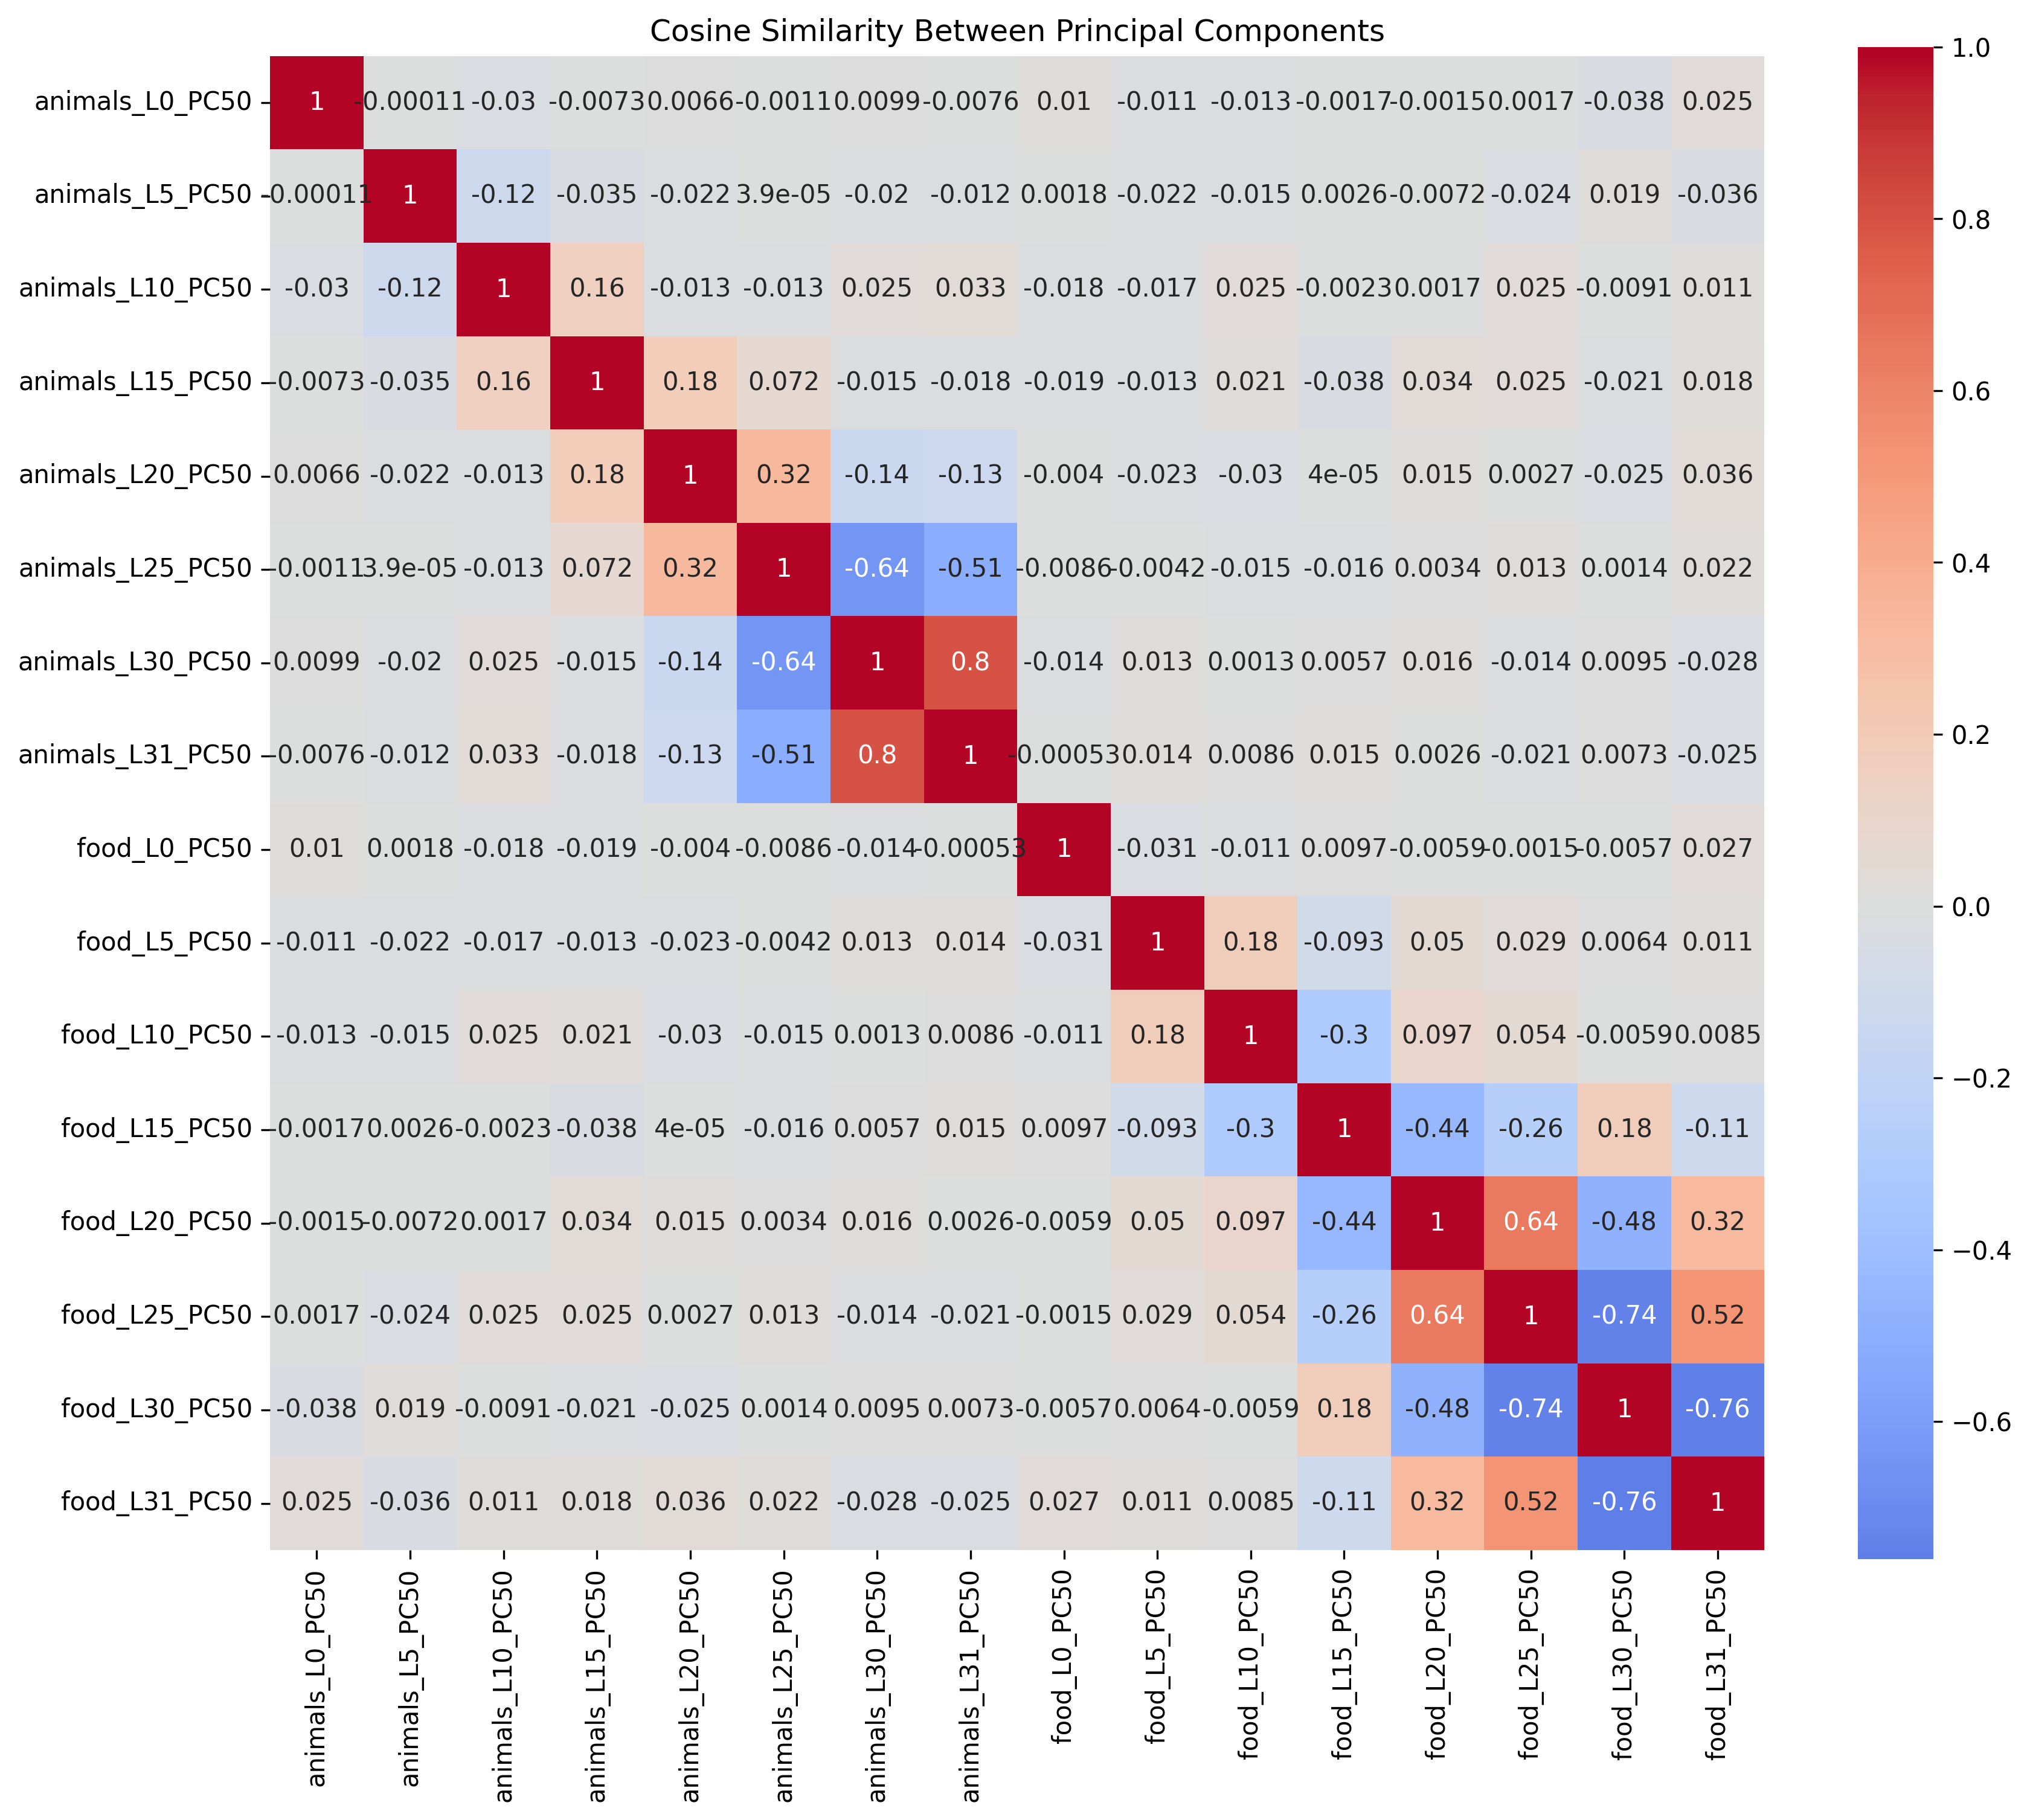 Cosine Similarity Between Principal Components
animals_L0_PC50 1 -0.00011 -0.03 -0.0073 0.0066 -0.0011 0.0099 -0.0076 0.01 -0.011 -0.013 -0.0017 -0.0015 0.0017 -0.038 0.025
animals_L5_PC50 -0.00011 1 -0.12 -0.035 -0.022 3.9e-05 -0.02 -0.012 0.0018 -0.022 -0.015 0.0026 -0.0072 -0.024 0.019 -0.036
animals_L10_PC50 -0.03 -0.12 1 0.16 -0.013 -0.013 0.025 0.033 -0.018 -0.017 0.025 -0.0023 0.0017 0.025 -0.0091 0.011
animals_L15_PC50 -0.0073 -0.035 0.16 1 0.18 0.072 -0.015 -0.018 -0.019 -0.013 0.021 -0.038 0.034 0.025 -0.021 0.018
animals_L20_PC50 0.0066 -0.022 -0.013 0.18 1 0.32 -0.14 -0.13 -0.004 -0.023 -0.03 4e-05 0.015 0.0027 -0.025 0.036
animals_L25_PC50 -0.0011 3.9e-05 -0.013 0.072 0.32 1 -0.64 -0.51 -0.0086 -0.0042 -0.015 -0.016 0.0034 0.013 0.0014 0.022
animals_L30_PC50 0.0099 -0.02 0.025 -0.015 -0.14 -0.64 1 0.8 -0.014 0.013 0.0013 0.0057 0.016 -0.014 0.0095 -0.028
animals_L31_PC50 -0.0076 -0.012 0.033 -0.018 -0.13 -0.51 0.8 1 -0.00053 0.014 0.0086 0.015 0.0026 -0.021 0.0073 -0.025
food_L0_PC50 0.01 0.0018 -0.018 -0.019 -0.004 -0.0086 -0.014 -0.00053 1 -0.031 -0.011 0.0097 -0.0059 -0.0015 -0.0057 0.027
food_L5_PC50 -0.011 -0.022 -0.017 -0.013 -0.023 -0.0042 0.013 0.014 -0.031 1 0.18 -0.093 0.05 0.029 0.0064 0.011
food_L10_PC50 -0.013 -0.015 0.025 0.021 -0.03 -0.015 0.0013 0.0086 -0.011 0.18 1 -0.3 0.097 0.054 -0.0059 0.0085
food_L15_PC50 -0.0017 0.0026 -0.0023 -0.038 4e-05 -0.016 0.0057 0.015 0.0097 -0.093 -0.3 1 -0.44 -0.26 0.18 -0.11
food_L20_PC50 -0.0015 -0.0072 0.0017 0.034 0.015 0.0034 0.016 0.0026 -0.0059 0.05 0.097 -0.44 1 0.64 -0.48 0.32
food_L25_PC50 0.0017 -0.024 0.025 0.025 0.0027 0.013 -0.014 -0.021 -0.0015 0.029 0.054 -0.26 0.64 1 -0.74 0.52
food_L30_PC50 -0.038 0.019 -0.0091 -0.021 -0.025 0.0014 0.0095 0.0073 -0.0057 0.0064 -0.0059 0.18 -0.48 -0.74 1 -0.76
food_L31_PC50 0.025 -0.036 0.011 0.018 0.036 0.022 -0.028 -0.025 0.027 0.011 0.0085 -0.11 0.32 0.52 -0.76 1
animals_L0_PC50
animals_L5_PC50
animals_L10_PC50
animals_L15_PC50
animals_L20_PC50
animals_L25_PC50
animals_L30_PC50
animals_L31_PC50
food_L0_PC50
food_L5_PC50
food_L10_PC50
food_L15_PC50
food_L20_PC50
food_L25_PC50
food_L30_PC50
food_L31_PC50
1.0
0.8
0.6
0.4
0.2
0.0
−0.2
−0.4
−0.6